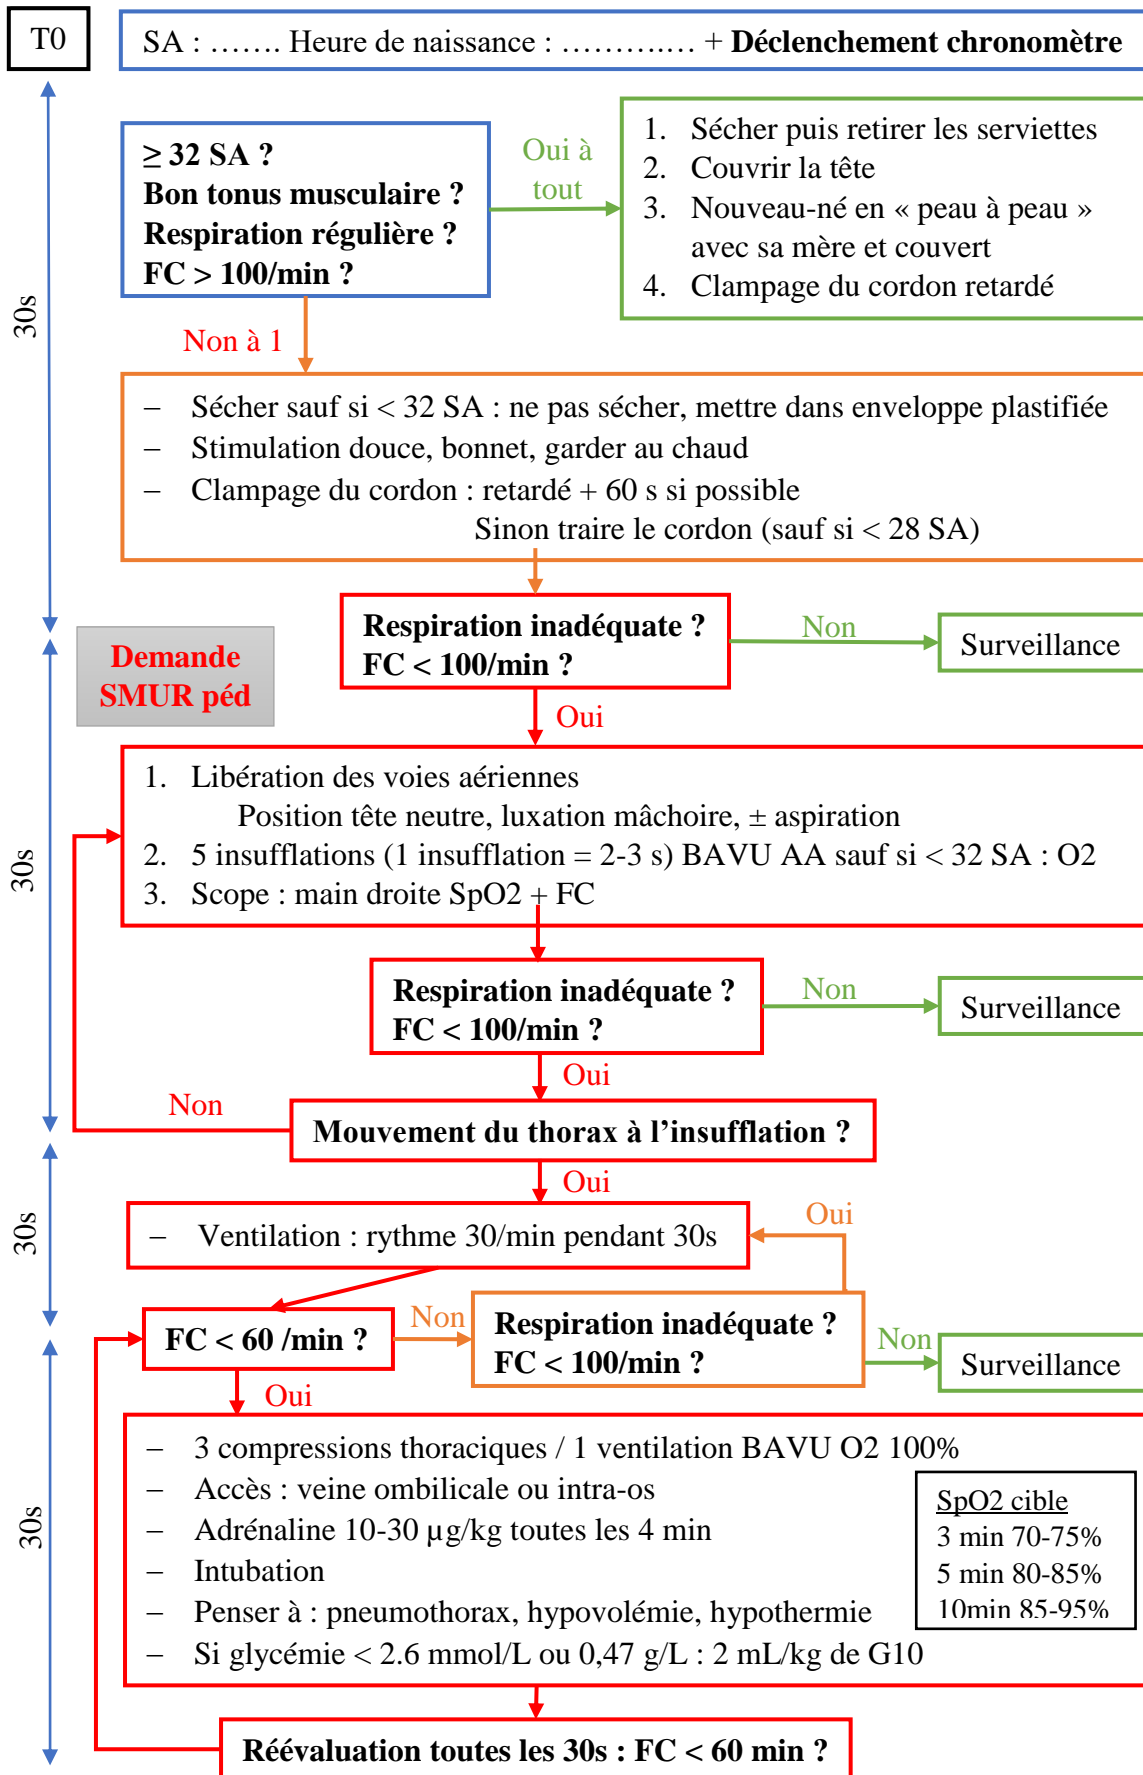 T0
SA : ……. Heure de naissance : ………..… + Déclenchement chronomètre
30s
≥ 32 SA ?
Bon tonus musculaire ?
Respiration régulière ?
FC > 100/min ?
Oui à
tout
1. Sécher puis retirer les serviettes
2. Couvrir la tête
3. Nouveau-né en « peau à peau »
avec sa mère et couvert
4. Clampage du cordon retardé
Non à 1
– Sécher sauf si < 32 SA : ne pas sécher, mettre dans enveloppe plastifiée
– Stimulation douce, bonnet, garder au chaud
– Clampage du cordon : retardé + 60 s si possible
Sinon traire le cordon (sauf si < 28 SA)
Respiration inadéquate ?
FC < 100/min ?
Non
Surveillance
Demande
SMUR péd
Oui
30s
1. Libération des voies aériennes
Position tête neutre, luxation mâchoire, ± aspiration
2. 5 insufflations (1 insufflation = 2-3 s) BAVU AA sauf si < 32 SA : O2
3. Scope : main droite SpO2 + FC
Respiration inadéquate ?
FC < 100/min ?
Non
Surveillance
Oui
Non
Mouvement du thorax à l'insufflation ?
Oui
30s
– Ventilation : rythme 30/min pendant 30s
Oui
FC < 60 /min ?
Non
Respiration inadéquate ?
FC < 100/min ?
Non
Surveillance
Oui
30s
– 3 compressions thoraciques / 1 ventilation BAVU O2 100%
– Accès : veine ombilicale ou intra-os
– Adrénaline 10-30 µg/kg toutes les 4 min
– Intubation
– Penser à : pneumothorax, hypovolémie, hypothermie
– Si glycémie < 2.6 mmol/L ou 0,47 g/L : 2 mL/kg de G10
SpO2 cible
3 min 70-75%
5 min 80-85%
10min 85-95%
Réévaluation toutes les 30s : FC < 60 min ?